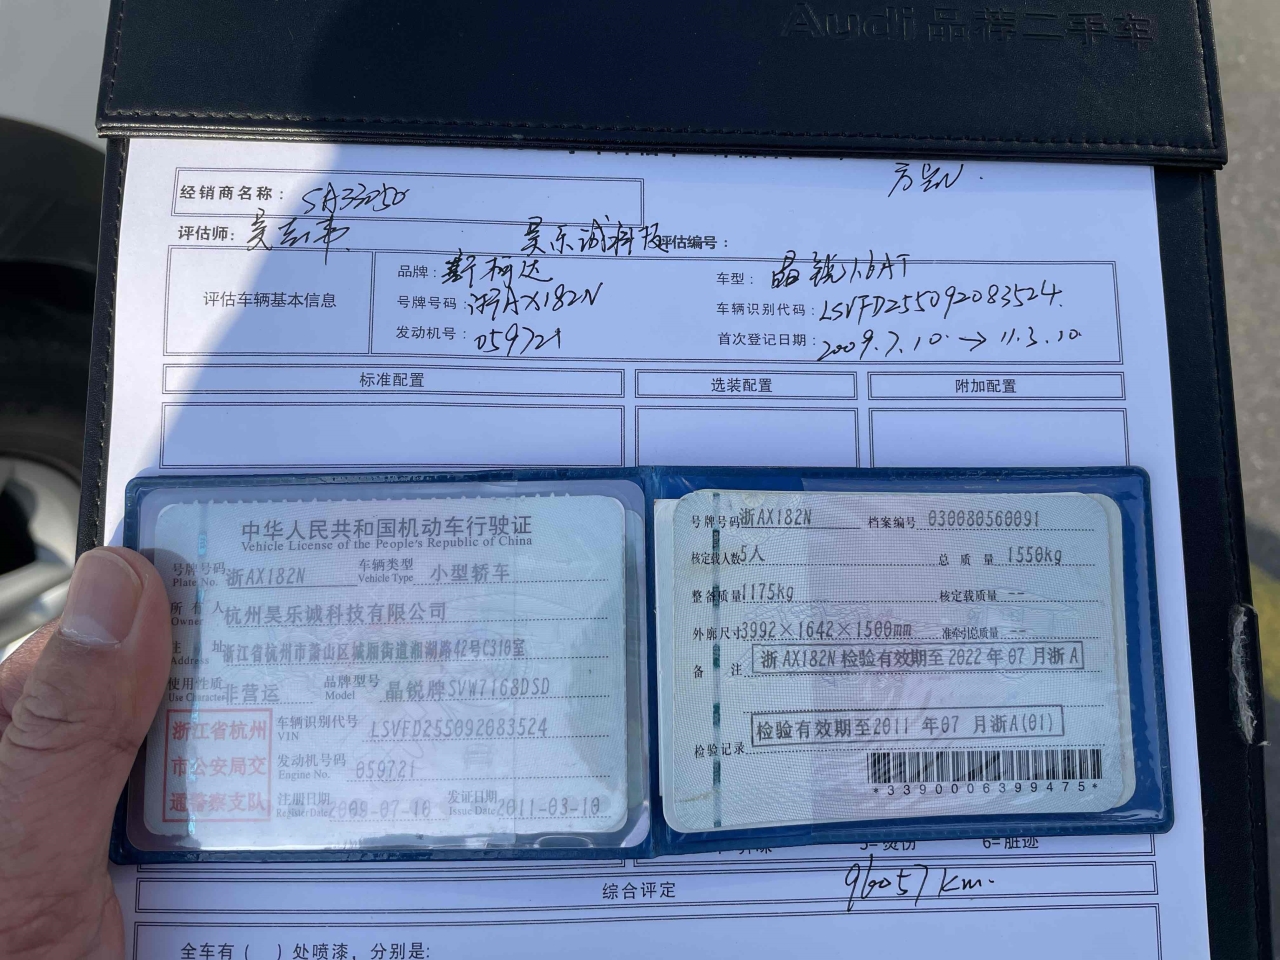 Audi 品荐二手车
经销商名称: SA33050
评估师:
昊乐诚科技 评估编号:
评估车辆基本信息
品牌: 斯柯达 车型: 晶锐1.6AT
号牌号码: 浙AX182N 车辆识别代码: LSVFD255092083524
发动机号: 059721 首次登记日期: 2009.7.10 → 11.3.10
标准配置 选装配置 附加配置
中华人民共和国机动车行驶证
Vehicle License of the People's Republic of China
号牌号码 浙AX182N 车辆类型 小型轿车
Plate No. Vehicle Type
所有人 杭州昊乐诚科技有限公司
Owner
住址 浙江省杭州市萧山区城厢街道湘湖路42号C310室
Address
使用性质 非营运 品牌型号 晶锐牌SVW7168DSD
Use Character Model
浙江省杭州
市公安局交
通警察支队
车辆识别代号 LSVFD255092083524
VIN
发动机号码 059721
Engine No.
注册日期 2009-07-10 发证日期 2011-03-10
Register Date Issue Date
号牌号码 浙AX182N 档案编号 030080560091
核定载人数 5人 总质量 1550kg
整备质量 1175kg 核定载质量 --
外廓尺寸 3992×1642×1500mm 准牵引总质量 --
备注 浙AX182N 检验有效期至2022年07月浙A
检验记录 检验有效期至2011年07月浙A(01)
*3390006399475*
6=脏迹
综合评定 96057km.
全车有( )处喷漆，分别是: